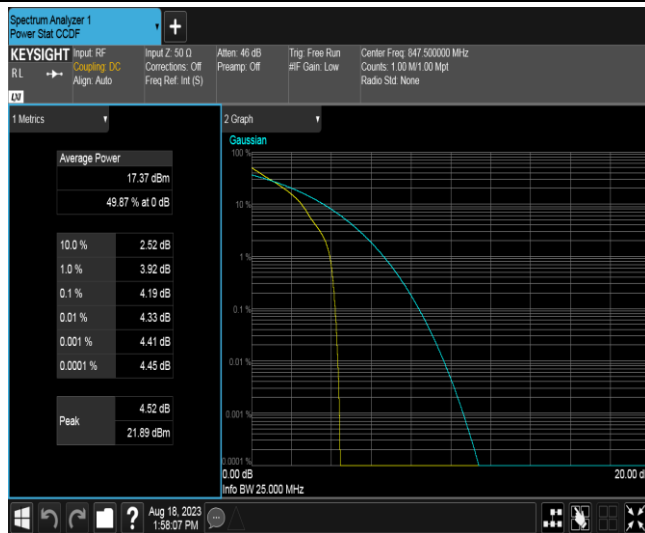 Spectrum Analyzer 1
Power Stat CCDF
+
KEYSIGHT
RL
Input: RF
Coupling: DC
Align: Auto
Input Z: 50 Ω
Corrections: Off
Freq Ref: Int (S)
Atten: 46 dB
Preamp: Off
Trig: Free Run
#IF Gain: Low
Center Freq: 847.500000 MHz
Counts: 1.00 M/1.00 Mpt
Radio Std: None
1 Metrics
Average Power
17.37 dBm
49.87 % at 0 dB
10.0 % 2.52 dB
1.0 % 3.92 dB
0.1 % 4.19 dB
0.01 % 4.33 dB
0.001 % 4.41 dB
0.0001 % 4.45 dB
Peak
4.52 dB
21.89 dBm
2 Graph
Gaussian
100 %
10 %
1 %
0.1 %
0.01 %
0.001 %
0.0001 %
0.00 dB
20.00 d
Info BW 25.000 MHz
?
Aug 18, 2023
1:58:07 PM